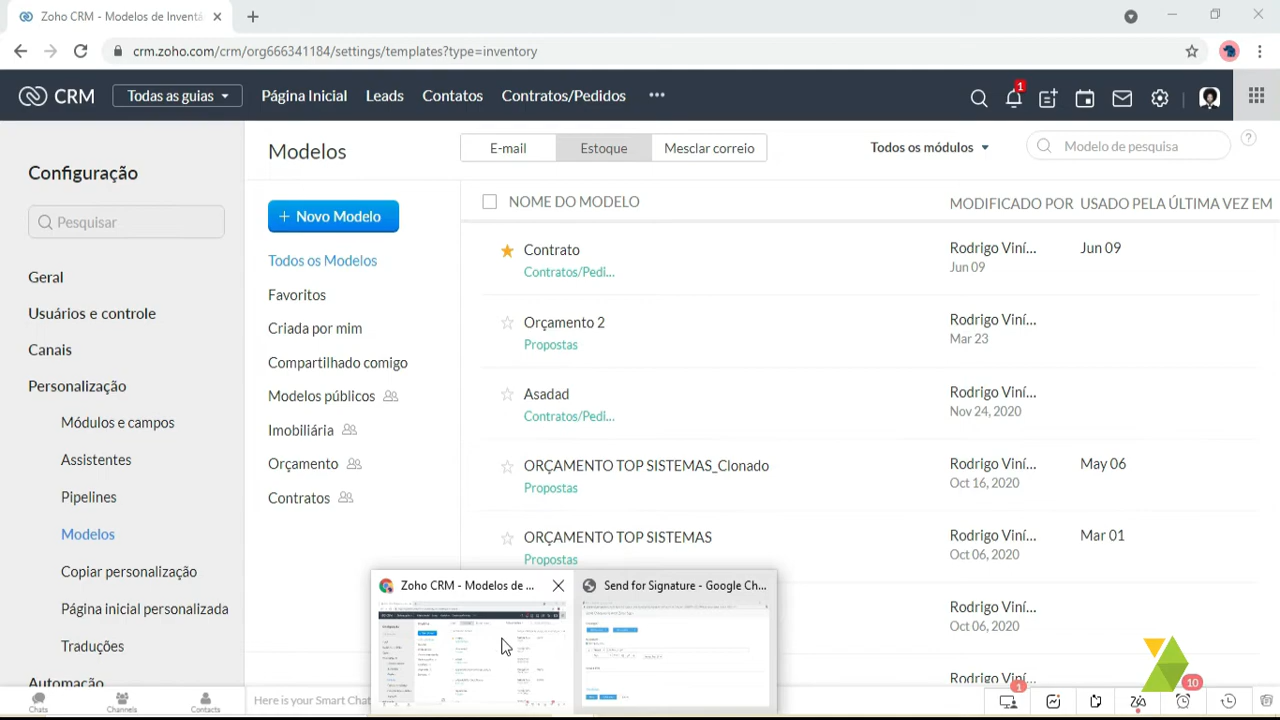 Zoho CRM - Modelos de Inventá
crm.zoho.com/crm/org666341184/settings/templates?type=inventory
CRM
Todas as guias
Página Inicial
Leads
Contatos
Contratos/Pedidos
•••
1
Configuração
Pesquisar
Geral
Usuários e controle
Canais
Personalização
Módulos e campos
Assistentes
Pipelines
Modelos
Copiar personalização
Página inicial personalizada
Traduções
Automação
Modelos
E-mail
Estoque
Mesclar correio
Todos os módulos
Modelo de pesquisa
?
+ Novo Modelo
Todos os Modelos
Favoritos
Criada por mim
Compartilhado comigo
Modelos públicos
Imobiliária
Orçamento
Contratos
NOME DO MODELO
MODIFICADO POR
USADO PELA ÚLTIMA VEZ EM
Contrato
Contratos/Pedi...
Rodrigo Viní...
Jun 09
Jun 09
Orçamento 2
Propostas
Rodrigo Viní...
Mar 23
Asadad
Contratos/Pedi...
Rodrigo Viní...
Nov 24, 2020
ORÇAMENTO TOP SISTEMAS_Clonado
Propostas
Rodrigo Viní...
Oct 16, 2020
May 06
ORÇAMENTO TOP SISTEMAS
Propostas
Rodrigo Viní...
Oct 06, 2020
Mar 01
Rodrigo Viní...
Oct 06, 2020
Rodrigo Viní...
Zoho CRM - Modelos de ...
Send for Signature - Google Ch...
Chats
Channels
Contacts
Here is your Smart Chat
10